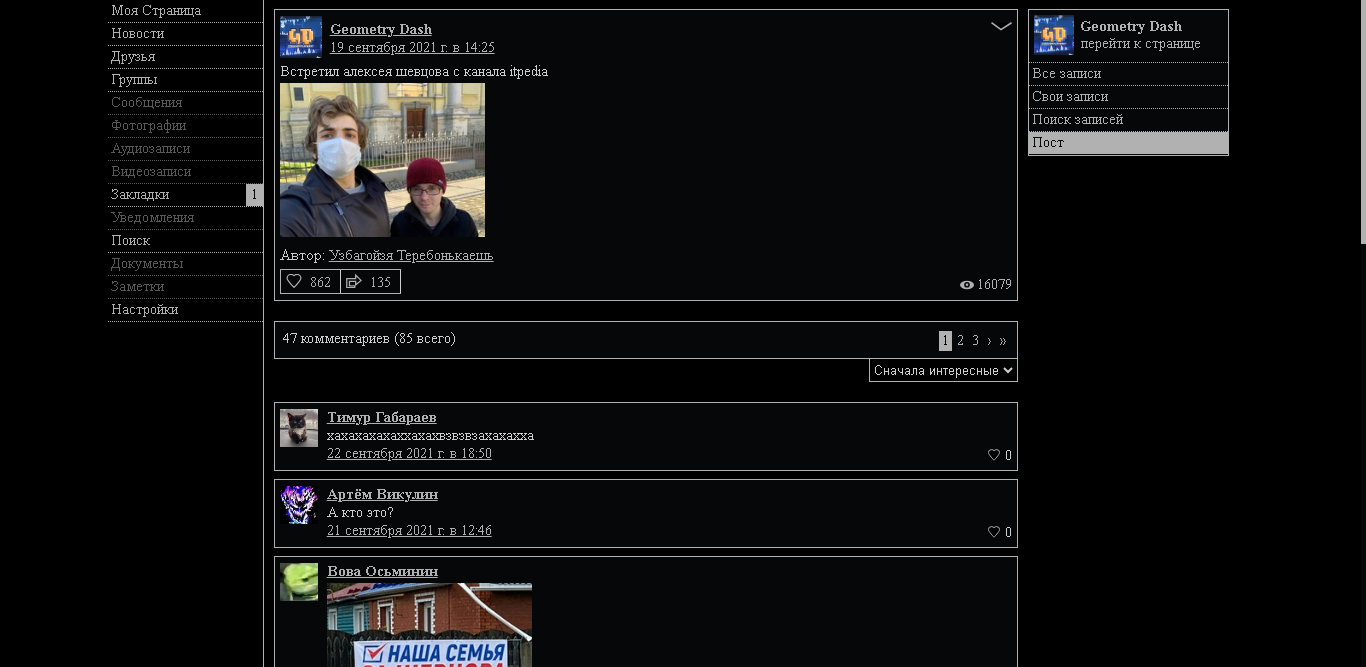 Моя Страница
Новости
Друзья
Группы
Сообщения
Фотографии
Аудиозаписи
Видеозаписи
Закладки 1
Уведомления
Поиск
Документы
Заметки
Настройки
Geometry Dash
19 сентября 2021 г. в 14:25
Встретил алексея шевцова с канала itpedia
Автор: Узбагойзя Теребонькаешь
862 135 16079
47 комментариев (85 всего) 1 2 3 › »
Сначала интересные
Тимур Габараев
хахахахахаххахахвзвзвзахахахха
22 сентября 2021 г. в 18:50 0
Артём Викулин
А кто это?
21 сентября 2021 г. в 12:46 0
Вова Осьминин
НАША СЕМЬЯ
Geometry Dash
перейти к странице
Все записи
Свои записи
Поиск записей
Пост